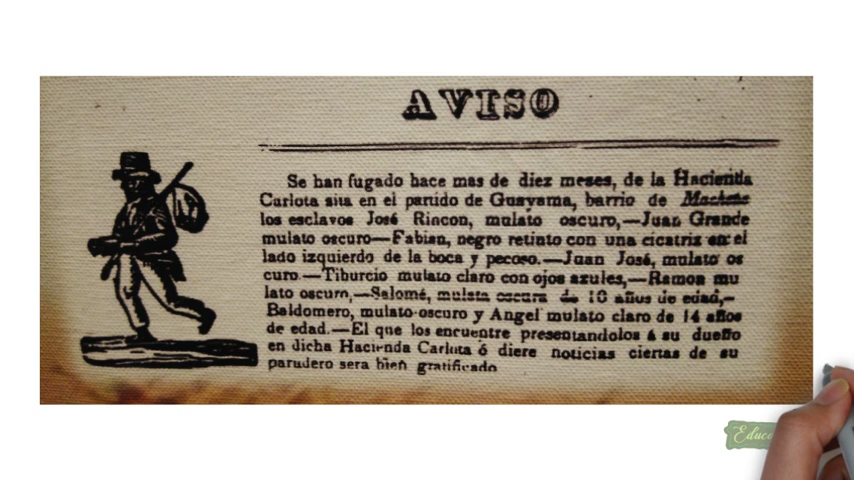 AVISO
Se han fugado hace mas de diez meses, de la Hacienda
Carlota sita en el partido de Guayama, barrio de Machete
los esclavos José Rincon, mulato oscuro,—Juan Grande
mulato oscuro—Fabian, negro retinto con una cicatriz en el
lado izquierdo de la boca y pecoso.—Juan José, mulato os
curo.—Tiburcio mulato claro con ojos azules,—Ramon mu
lato oscuro,—Salomé, mulata oscura de 10 años de edad,—
Baldomero, mulato oscuro y Angel mulato claro de 14 años
de edad.—El que los encuentre presentandolos á su dueño
en dicha Hacienda Carlota ó diere noticias ciertas de su
paradero sera bien gratificado